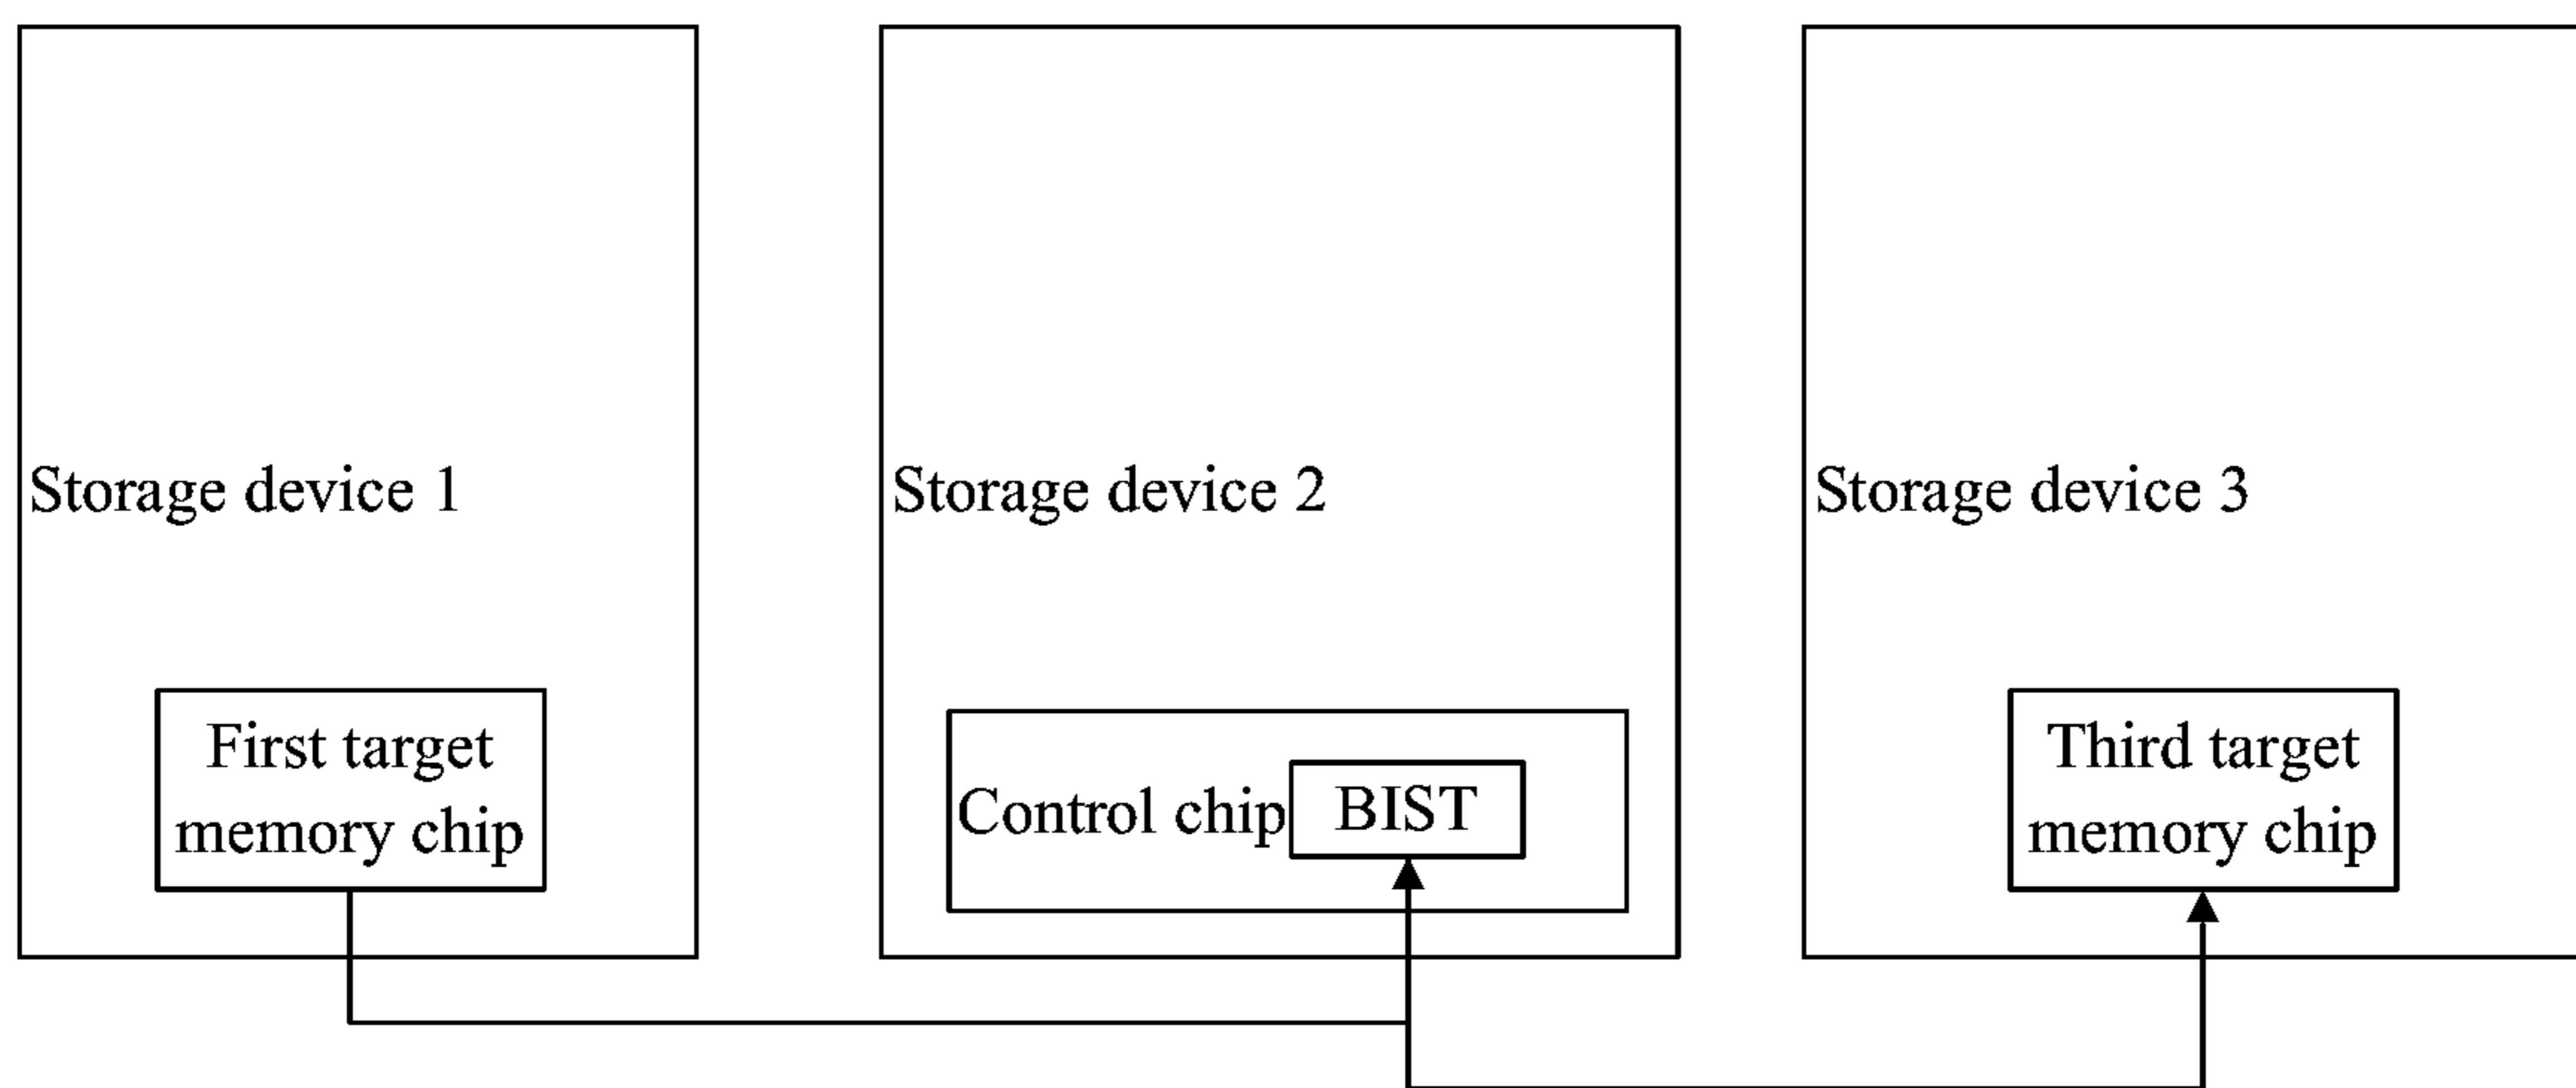 Storage device 1
Storage device 2
Storage device 3
First target
memory chip
Control chip
BIST
Third target
memory chip